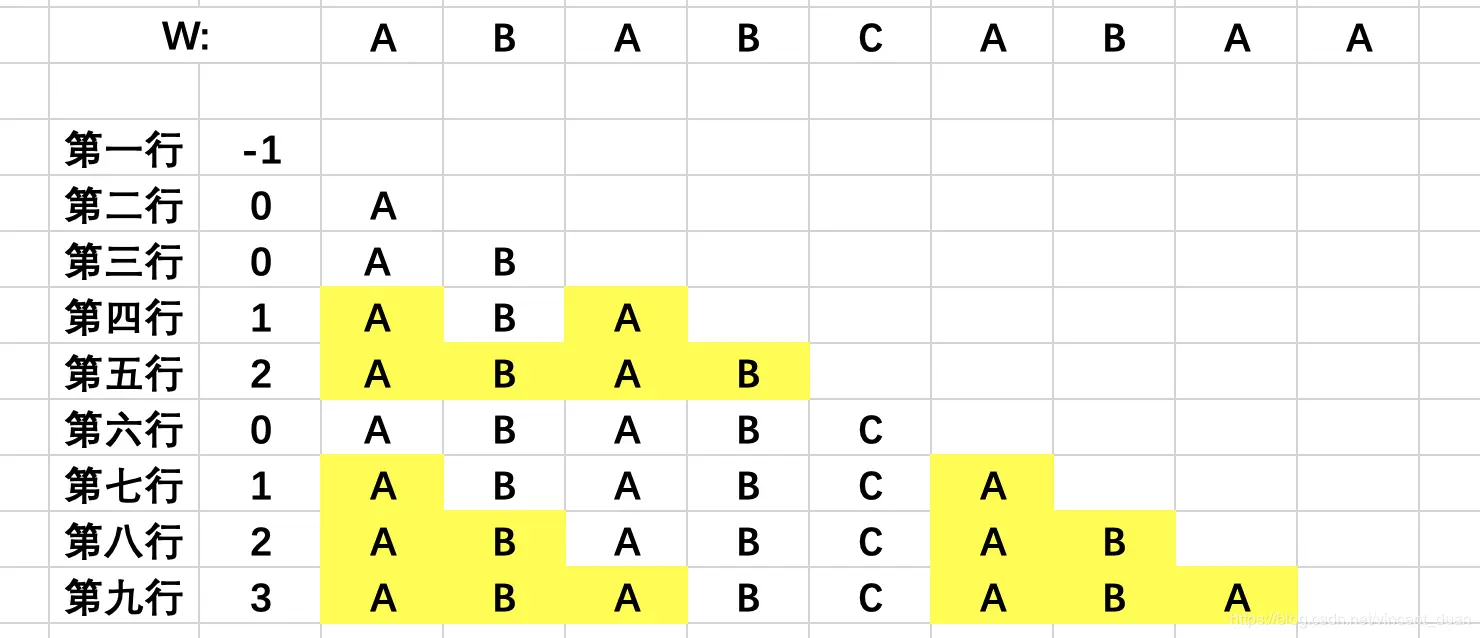 W: A B A B C A B A A
第一行 -1
第二行 0 A
第三行 0 A B
第四行 1 A B A
第五行 2 A B A B
第六行 0 A B A B C
第七行 1 A B A B C A
第八行 2 A B A B C A B
第九行 3 A B A B C A B A
https://blog.csdn.net/vincent_duan